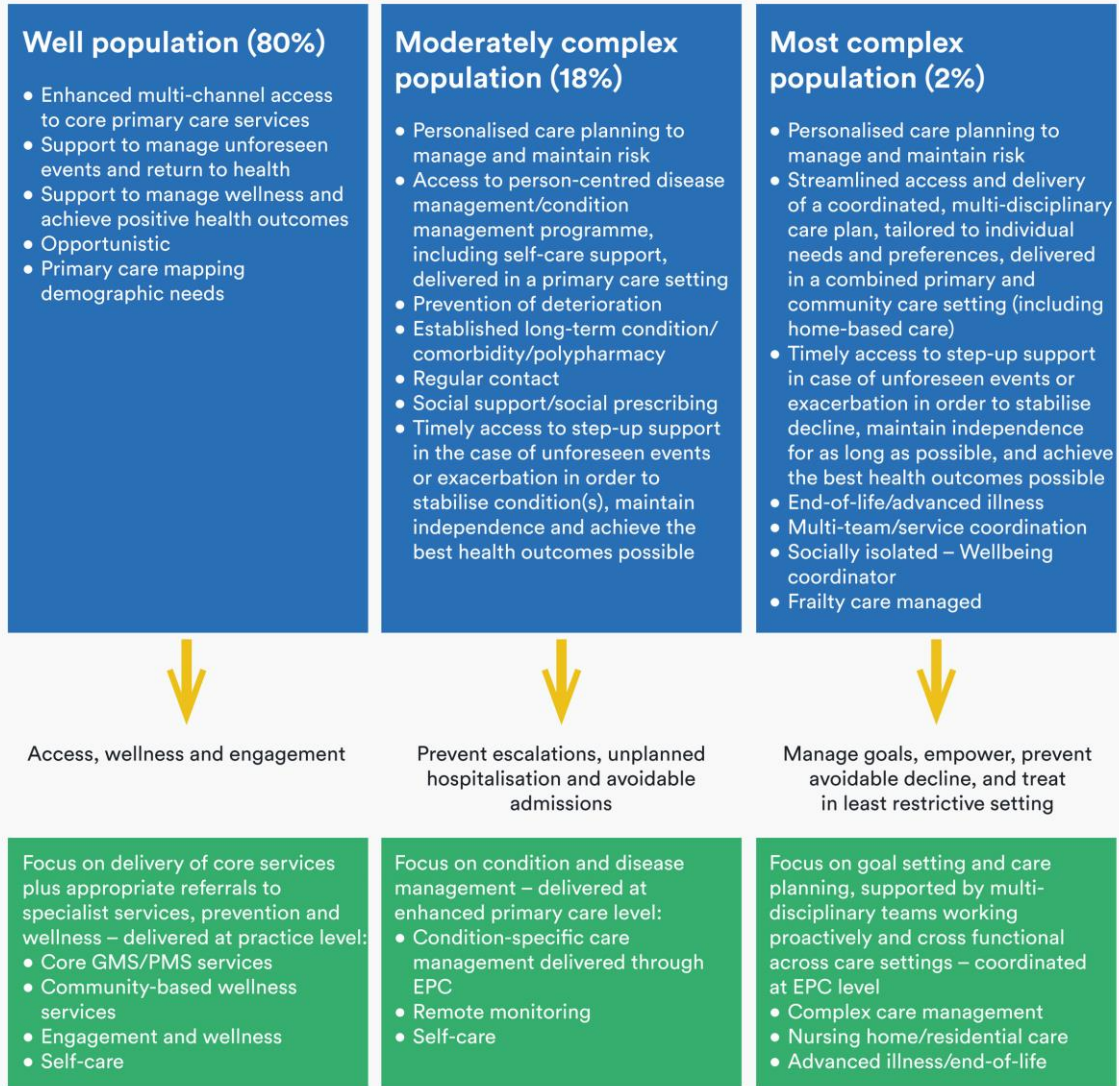 Well population (80%)
• Enhanced multi-channel access
to core primary care services
• Support to manage unforeseen
events and return to health
• Support to manage wellness and
achieve positive health outcomes
• Opportunistic
• Primary care mapping
demographic needs
Moderately complex
population (18%)
• Personalised care planning to
manage and maintain risk
• Access to person-centred disease
management/condition
management programme,
including self-care support,
delivered in a primary care setting
• Prevention of deterioration
• Established long-term condition/
comorbidity/polypharmacy
• Regular contact
• Social support/social prescribing
• Timely access to step-up support
in the case of unforeseen events
or exacerbation in order to
stabilise condition(s), maintain
independence and achieve the
best health outcomes possible
Most complex
population (2%)
• Personalised care planning to
manage and maintain risk
• Streamlined access and delivery
of a coordinated, multi-disciplinary
care plan, tailored to individual
needs and preferences, delivered
in a combined primary and
community care setting (including
home-based care)
• Timely access to step-up support
in case of unforeseen events or
exacerbation in order to stabilise
decline, maintain independence
for as long as possible, and achieve
the best health outcomes possible
• End-of-life/advanced illness
• Multi-team/service coordination
• Socially isolated – Wellbeing
coordinator
• Frailty care managed
Access, wellness and engagement
Prevent escalations, unplanned
hospitalisation and avoidable
admissions
Manage goals, empower, prevent
avoidable decline, and treat
in least restrictive setting
Focus on delivery of core services
plus appropriate referrals to
specialist services, prevention and
wellness – delivered at practice level:
• Core GMS/PMS services
• Community-based wellness
services
• Engagement and wellness
• Self-care
Focus on condition and disease
management – delivered at
enhanced primary care level:
• Condition-specific care
management delivered through
EPC
• Remote monitoring
• Self-care
Focus on goal setting and care
planning, supported by multi-
disciplinary teams working
proactively and cross functional
across care settings – coordinated
at EPC level
• Complex care management
• Nursing home/residential care
• Advanced illness/end-of-life